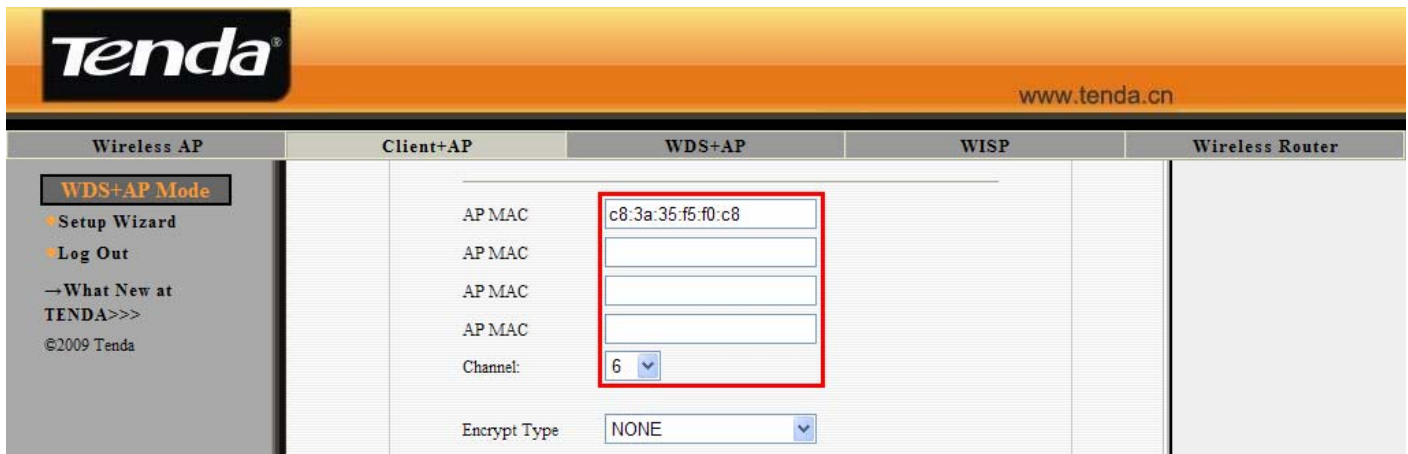 Tenda®
www.tenda.cn
Wireless AP Client+AP WDS+AP WISP Wireless Router
WDS+AP Mode
Setup Wizard
Log Out
→What New at
TENDA>>>
©2009 Tenda
AP MAC c8:3a:35:f5:f0:c8
AP MAC
AP MAC
AP MAC
Channel: 6
Encrypt Type NONE